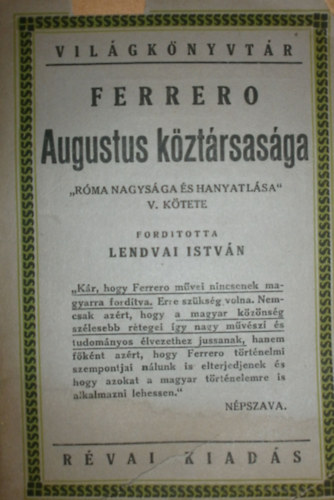 VILÁGKÖNYVTÁR
FERRERO
Augustus köztársasága
„RÓMA NAGYSÁGA ÉS HANYATLÁSA"
V. KÖTETE
FORDITOTTA
LENDVAI ISTVÁN
„Kár, hogy Ferrero művei nincsenek ma-
gyarra fordítva. Erre szükség volna. Nem-
csak azért, hogy a magyar közönség
szélesebb rétegei így nagy művészi és
tudományos élvezethez jussanak, hanem
főként azért, hogy Ferrero történelmi
szempontjai nálunk is elterjedjenek és
hogy azokat a magyar történelemre is
alkalmazni lehessen."
NÉPSZAVA.
RÉVAI KIADÁS